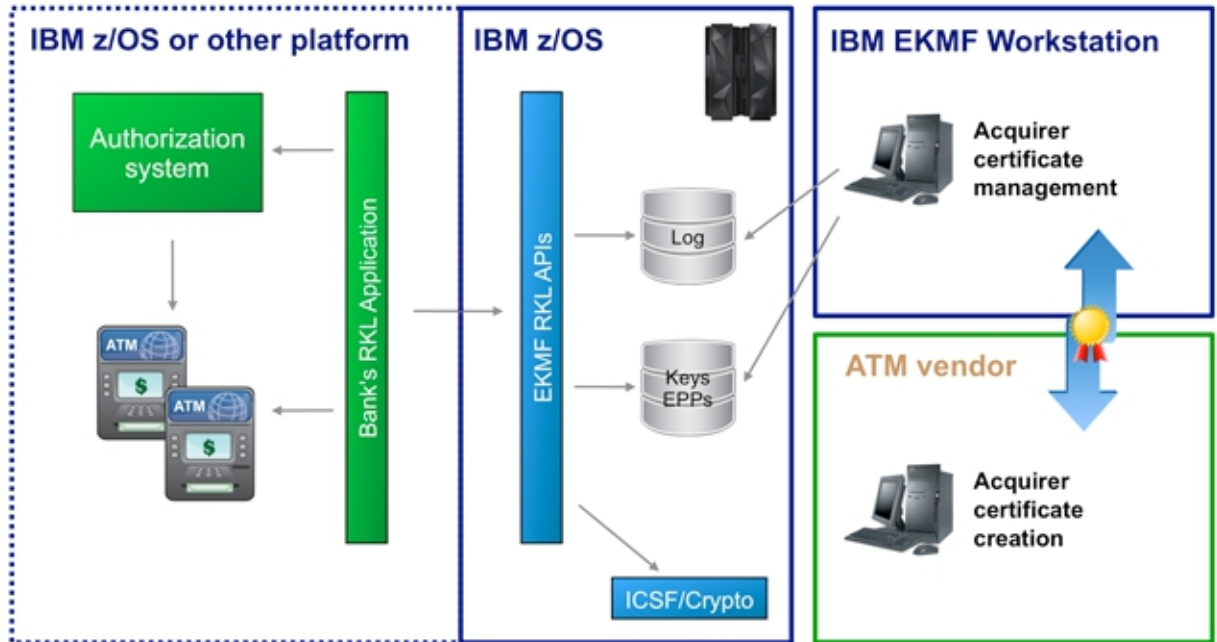 IBM z/OS or other platform
Authorization
system
ATM
$
ATM
$
Bank's RKL Application
IBM z/OS
EKMF RKL APIs
Log
Keys
EPPs
ICSF/Crypto
IBM EKMF Workstation
Acquirer
certificate
management
ATM vendor
Acquirer
certificate
creation